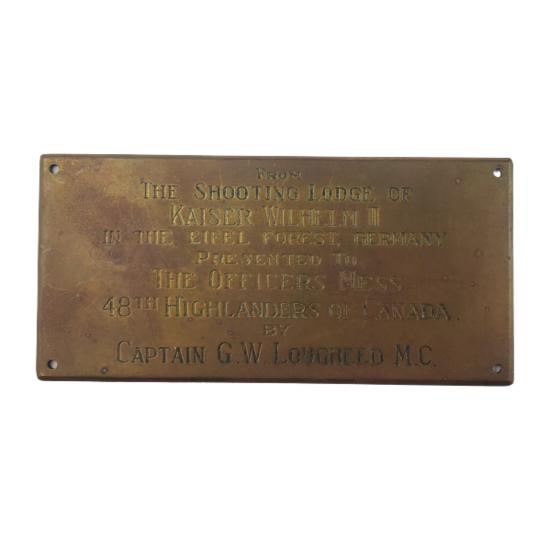 FROM
THE SHOOTING LODGE OF
KAISER WILHELM II
IN THE EIFEL FOREST, GERMANY
PRESENTED TO
THE OFFICERS MESS
48TH HIGHLANDERS OF CANADA.
BY
CAPTAIN G.W. LOUGHEED M.C.